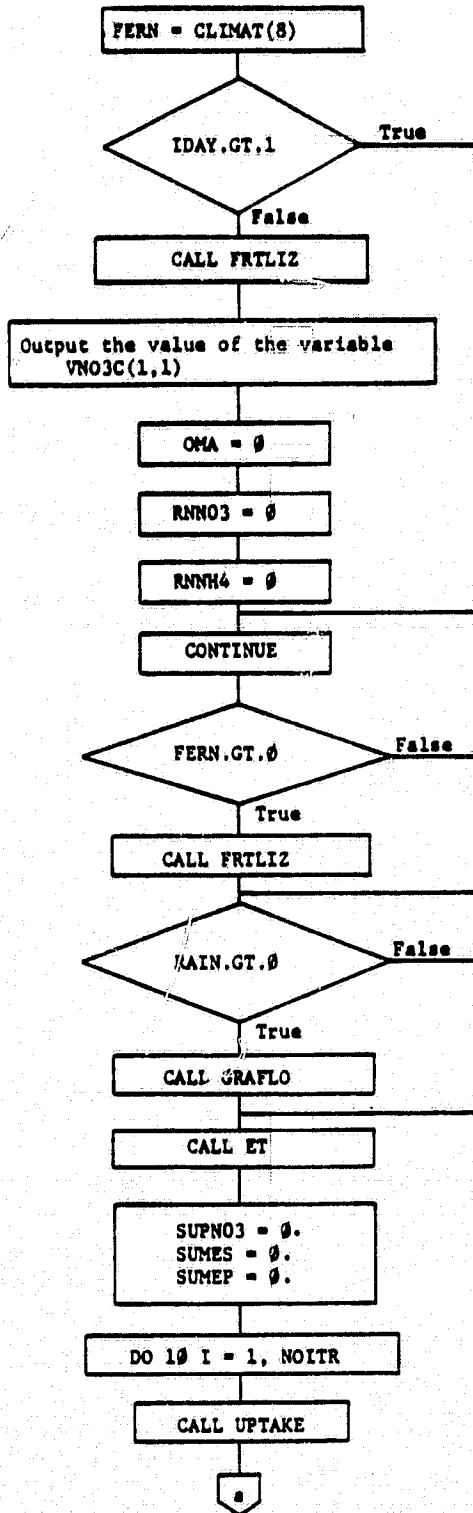 FERN = CLIMAT(8)
IDAY.GT.1
True
False
CALL FRTLIZ
Output the value of the variable
VNO3C(1,1)
OMA = Ø
RNNO3 = Ø
RNNH4 = Ø
CONTINUE
FERN.GT.Ø
False
True
CALL FRTLIZ
RAIN.GT.Ø
False
True
CALL GRAFLO
CALL ET
SUPNO3 = Ø.
SUMES = Ø.
SUMEP = Ø.
DO 1Ø I = 1, NOITR
CALL UPTAKE
a